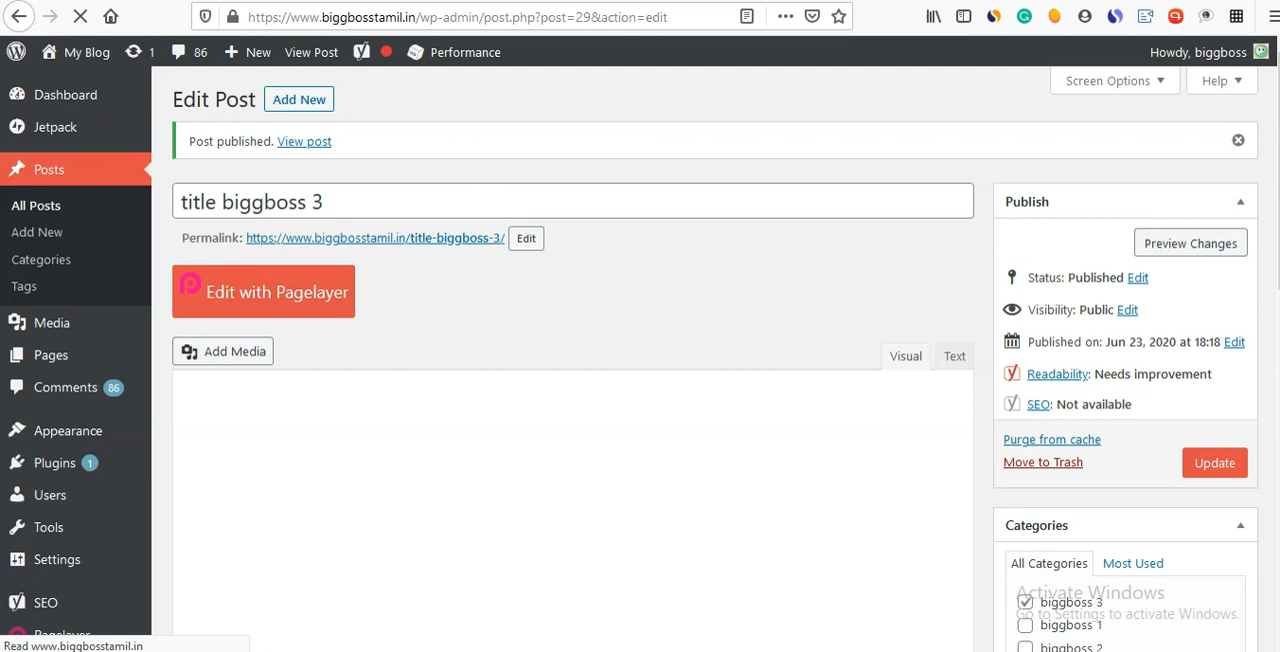 https://www.biggbosstamil.in/wp-admin/post.php?post=29&action=edit
My Blog 1 86 New View Post Performance Howdy, biggboss
Screen Options Help
Dashboard
Jetpack
Posts
All Posts
Add New
Categories
Tags
Media
Pages
Comments 86
Appearance
Plugins 1
Users
Tools
Settings
SEO
Pagelayer
Read www.biggbosstamil.in
Edit Post Add New
Post published. View post
title biggboss 3
Permalink: https://www.biggbosstamil.in/title-biggboss-3/ Edit
Edit with Pagelayer
Add Media
Visual Text
Publish
Preview Changes
Status: Published Edit
Visibility: Public Edit
Published on: Jun 23, 2020 at 18:18 Edit
Readability: Needs improvement
SEO: Not available
Purge from cache
Move to Trash Update
Categories
All Categories Most Used
biggboss 3
biggboss 1
biggboss 2
Activate Windows
Go to Settings to activate Windows.